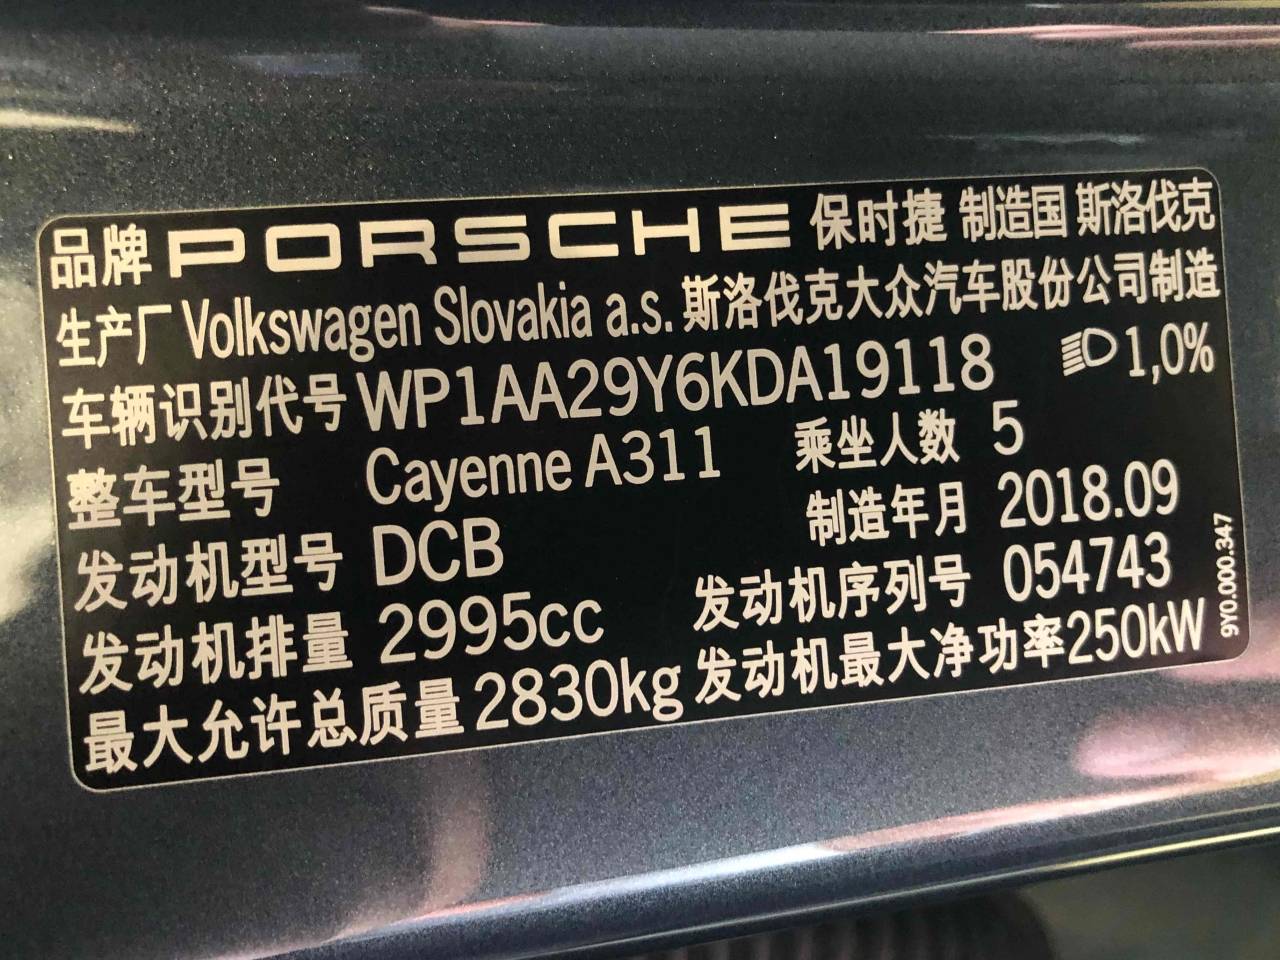 品牌 PORSCHE 保时捷 制造国 斯洛伐克
生产厂 Volkswagen Slovakia a.s. 斯洛伐克大众汽车股份公司制造
车辆识别代号 WP1AA29Y6KDA19118 1,0%
整车型号 Cayenne A311 乘坐人数 5
发动机型号 DCB 制造年月 2018.09
发动机排量 2995cc 发动机序列号 054743
最大允许总质量 2830kg 发动机最大净功率 250kW
9Y0.000.347